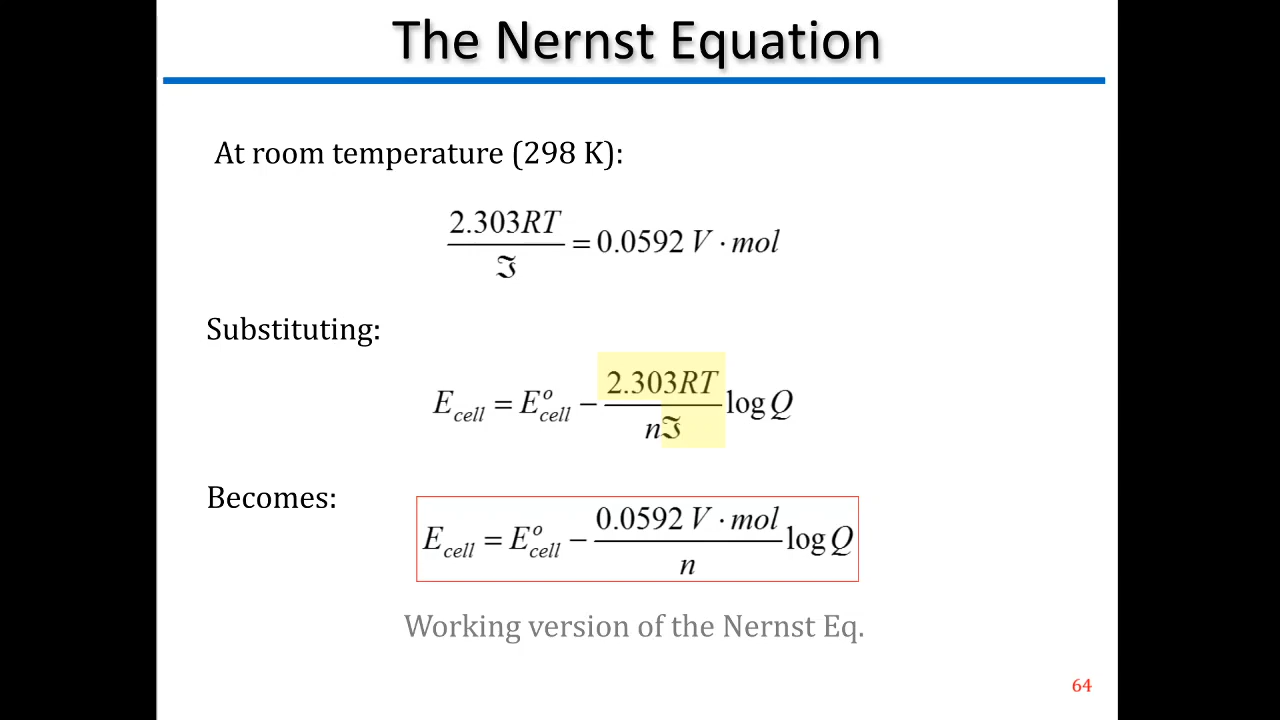 The Nernst Equation
At room temperature (298 K):
2.303RT / ℑ = 0.0592 V · mol
Substituting:
E_cell = E°_cell − 2.303RT / nℑ log Q
Becomes:
E_cell = E°_cell − 0.0592 V · mol / n log Q
Working version of the Nernst Eq.
64